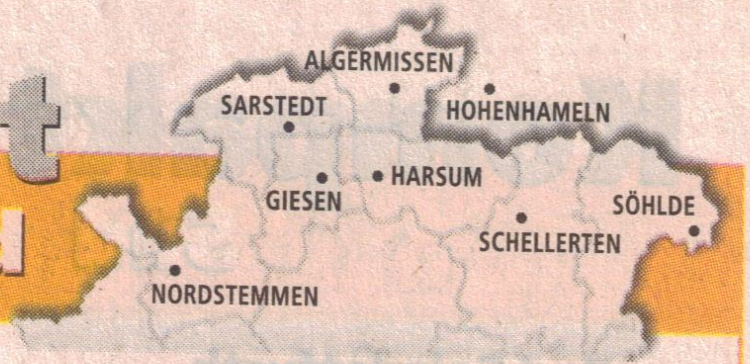 ALGERMISSEN
SARSTEDT
HOHENHAMELN
t
HARSUM
GIESEN
SÖHLDE
SCHELLERTEN
NORDSTEMMEN